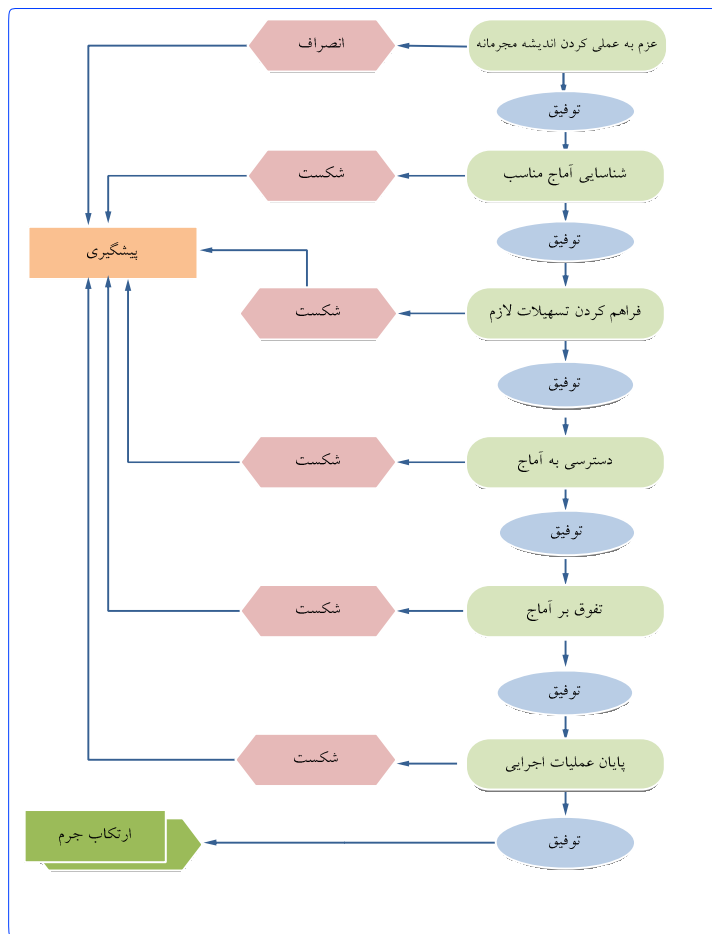 عزم به عملی کردن اندیشه مجرمانه
انصراف
توفیق
شناسایی آماج مناسب
شکست
توفیق
پیشگیری
فراهم کردن تسهیلات لازم
شکست
توفیق
دسترسی به آماج
شکست
توفیق
تفوق بر آماج
شکست
توفیق
پایان عملیات اجرایی
شکست
توفیق
ارتکاب جرم